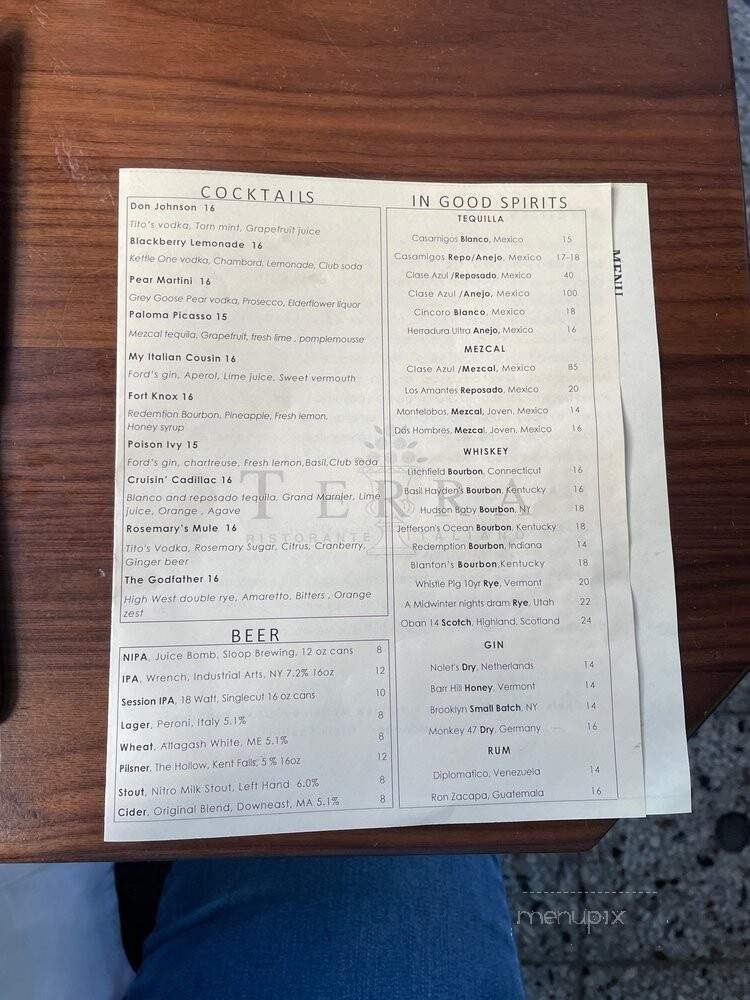 COCKTAILS
Don Johnson 16
Tito's vodka, Torn mint, Grapefruit juice
Blackberry Lemonade 16
Kettle One vodka, Chambord, Lemonade, Club soda
Pear Martini 16
Grey Goose Pear vodka, Prosecco, Elderflower liquor
Paloma Picasso 15
Mezcal tequila, Grapefruit, fresh lime , pomplemousse
My Italian Cousin 16
Ford's gin, Aperol, Lime juice, Sweet vermouth
Fort Knox 16
Redemtion Bourbon, Pineapple, Fresh lemon,
Honey syrup
Poison Ivy 15
Ford's gin, chartreuse, Fresh lemon,Basil,Club soda
Cruisin' Cadillac 16
Blanco and reposado tequila, Grand Marnier, Lime
juice, Orange , Agave
Rosemary's Mule 16
Tito's Vodka, Rosemary Sugar, Citrus, Cranberry,
Ginger beer
The Godfather 16
High West double rye, Amaretto, Bitters , Orange
zest
BEER
NIPA, Juice Bomb, Sloop Brewing, 12 oz cans 8
IPA, Wrench, Industrial Arts, NY 7.2% 16oz 12
Session IPA, 18 Watt, Singlecut 16 oz cans 10
Lager, Peroni, Italy 5.1% 8
Wheat, Allagash White, ME 5.1% 8
Pilsner, The Hollow, Kent Falls, 5 % 16oz 12
Stout, Nitro Milk Stout, Left Hand 6.0% 8
Cider, Original Blend, Downeast, MA 5.1% 8
IN GOOD SPIRITS
TEQUILLA
Casamigos Blanco, Mexico 15
Casamigos Repo/Anejo, Mexico 17-18
Clase Azul /Reposado, Mexico 40
Clase Azul /Anejo, Mexico 100
Cincoro Blanco, Mexico 18
Herradura Ultra Anejo, Mexico 16
MEZCAL
Clase Azul /Mezcal, Mexico 85
Los Amantes Reposado, Mexico 20
Montelobos, Mezcal, Joven, Mexico 14
Dos Hombres, Mezcal, Joven, Mexico 16
WHISKEY
Litchfield Bourbon, Connecticut 16
Basil Hayden's Bourbon, Kentucky 16
Hudson Baby Bourbon, NY 18
Jefferson's Ocean Bourbon, Kentucky 18
Redemption Bourbon, Indiana 14
Blanton's Bourbon,Kentucky 18
Whistle Pig 10yr Rye, Vermont 20
A Midwinter nights dram Rye, Utah 22
Oban 14 Scotch, Highland, Scotland 24
GIN
Nolet's Dry, Netherlands 14
Barr Hill Honey, Vermont 14
Brooklyn Small Batch, NY 14
Monkey 47 Dry, Germany 16
RUM
Diplomatico, Venezuela 14
Ron Zacapa, Guatemala 16
TERRA
RISTORANTE ITALIANO
MENU
menupix